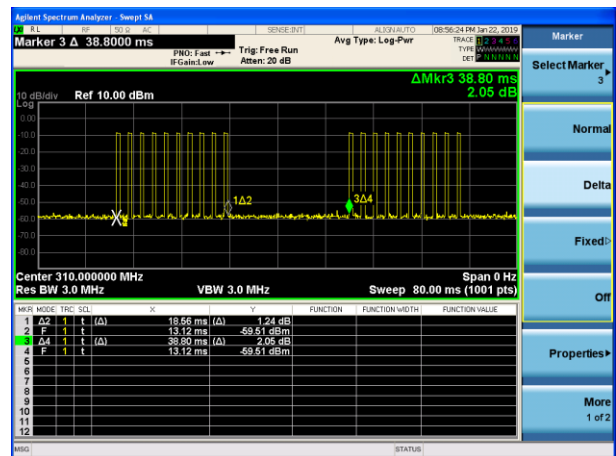 Agilent Spectrum Analyzer - Swept SA
RL RF 50 Ω AC SENSE:INT ALIGNAUTO 08:56:24 PM Jan 22, 2019
Marker 3 Δ 38.8000 ms
PNO: Fast Trig: Free Run Avg Type: Log-Pwr TRACE 1 2 3 4 5 6
IFGain:Low Atten: 20 dB TYPE
DET P N N N N N
ΔMkr3 38.80 ms
10 dB/div Ref 10.00 dBm 2.05 dB
Log
0.00
-10.0
-20.0
-30.0
-40.0
-50.0
-60.0
-70.0
-80.0
1Δ2
3Δ4
Center 310.000000 MHz Span 0 Hz
Res BW 3.0 MHz VBW 3.0 MHz Sweep 80.00 ms (1001 pts)
MKR MODE TRC SCL X Y FUNCTION FUNCTION WIDTH FUNCTION VALUE
1 Δ2 1 t (Δ) 18.56 ms (Δ) 1.24 dB
2 F 1 t 13.12 ms -59.51 dBm
3 Δ4 1 t (Δ) 38.80 ms (Δ) 2.05 dB
4 F 1 t 13.12 ms -59.51 dBm
5
6
7
8
9
10
11
12
MSG STATUS
Marker
Select Marker
3
Normal
Delta
Fixed
Off
Properties
More
1 of 2